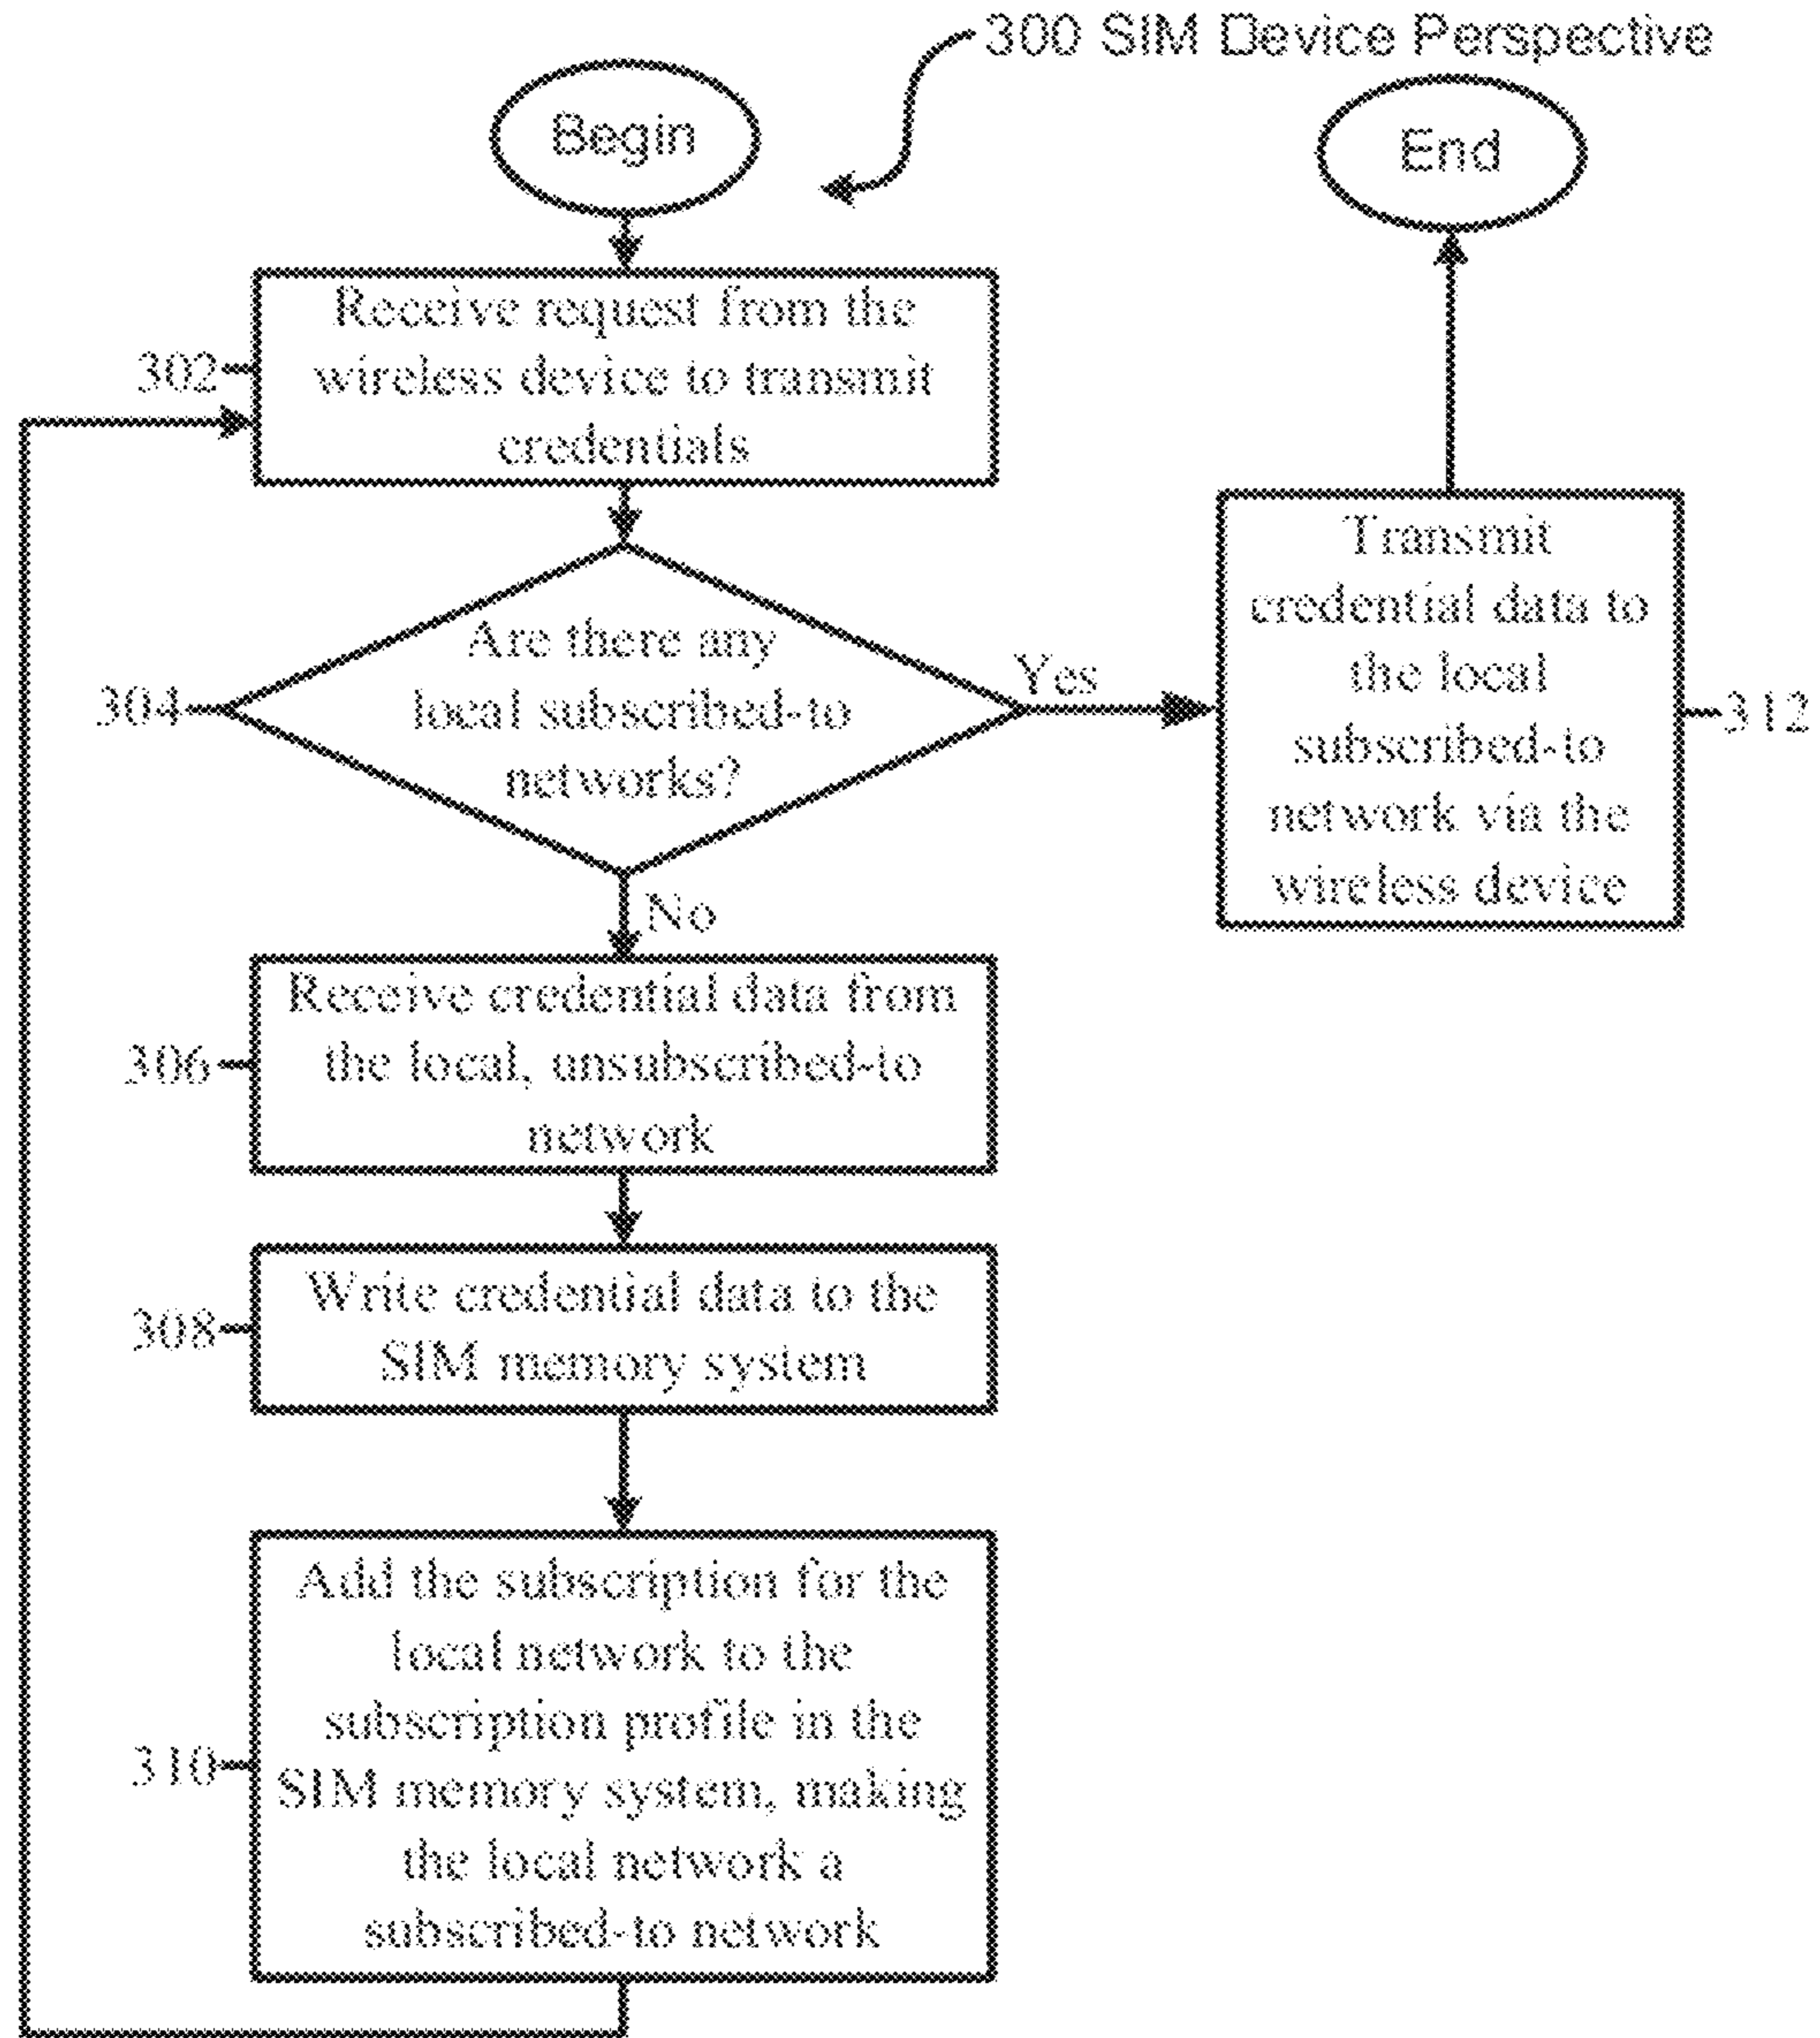 300 SIM Device Perspective
Begin
End
302
Receive request from the
wireless device to transmit
credentials
304
Are there any
local subscribed-to
networks?
Yes
No
Transmit
credential data to
the local
subscribed-to
network via the
wireless device
312
306
Receive credential data from
the local, unsubscribed-to
network
308
Write credential data to the
SIM memory system
310
Add the subscription for the
local network to the
subscription profile in the
SIM memory system, making
the local network a
subscribed-to network